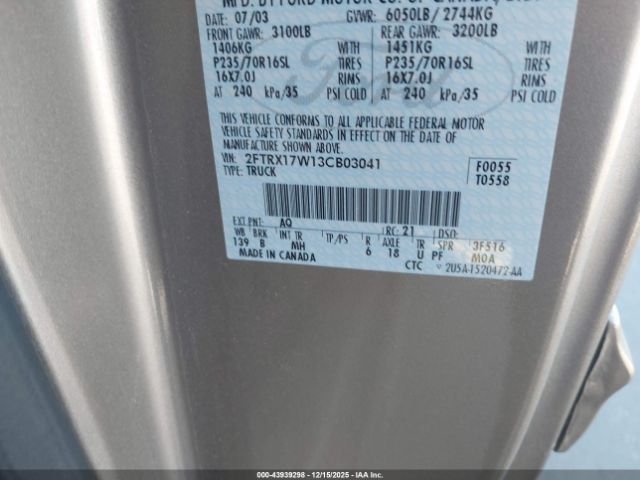 MFD. BY FORD MOTOR CO. OF CANADA, LTD.
DATE: 07/03 GVWR: 6050LB / 2744KG
FRONT GAWR: 3100LB REAR GAWR: 3200LB
1406KG WITH 1451KG WITH
P235/70R16SL TIRES P235/70R16SL TIRES
16X7.0J RIMS 16X7.0J RIMS
AT 240 kPa/35 PSI COLD AT 240 kPa/35 PSI COLD
THIS VEHICLE CONFORMS TO ALL APPLICABLE FEDERAL MOTOR
VEHICLE SAFETY STANDARDS IN EFFECT ON THE DATE OF
MANUFACTURE SHOWN ABOVE.
VIN: 2FTRX17W13CB03041 F0055
TYPE: TRUCK T0558
EXT PNT: AQ RC: 21 DSO:
WB BRK INT TR TP/PS R AXLE TR SPR 3F516
139 B MH 6 18 U PF MOA
MADE IN CANADA
CTC 2U5A-1520472-AA
000-43939298 - 12/15/2025 - IAAI.COM